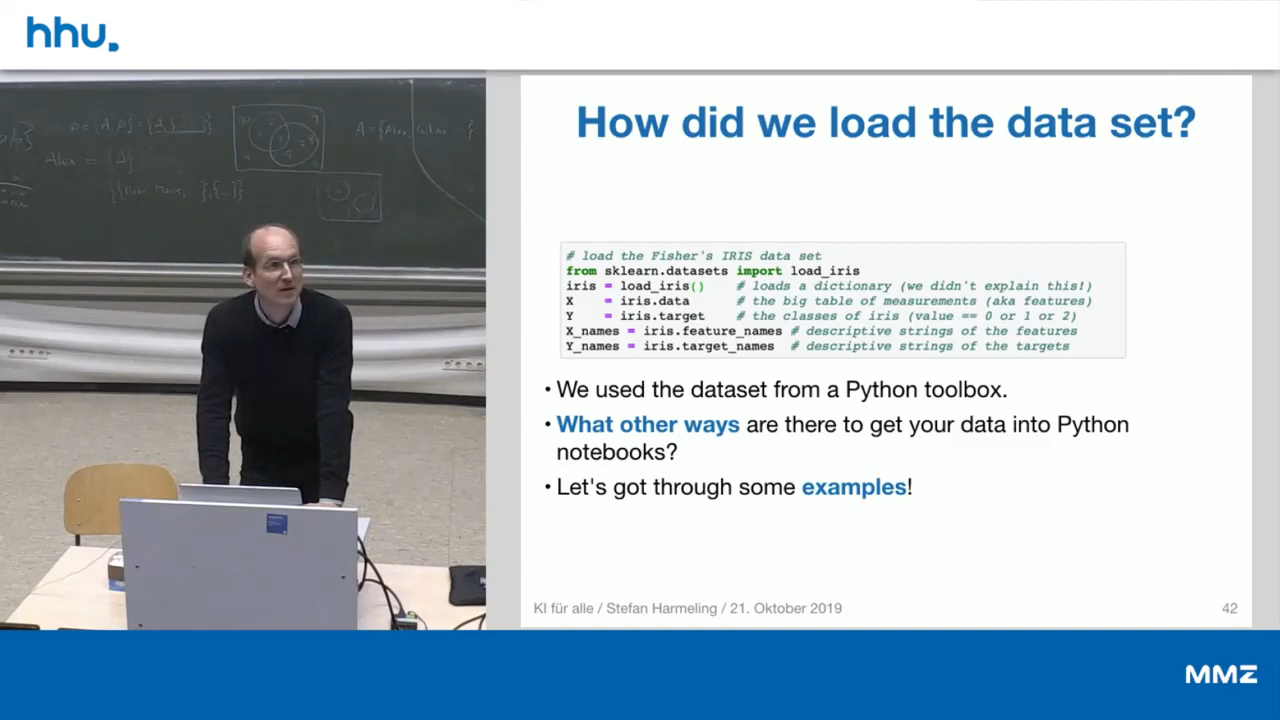 hhu.
How did we load the data set?
# load the Fisher's IRIS data set
from sklearn.datasets import load_iris
iris = load_iris() # loads a dictionary (we didn't explain this!)
X = iris.data # the big table of measurements (aka features)
Y = iris.target # the classes of iris (value == 0 or 1 or 2)
X_names = iris.feature_names # descriptive strings of the features
Y_names = iris.target_names # descriptive strings of the targets
• We used the dataset from a Python toolbox.
• What other ways are there to get your data into Python
notebooks?
• Let's got through some examples!
KI für alle / Stefan Harmeling / 21. Oktober 2019
42
MMZ